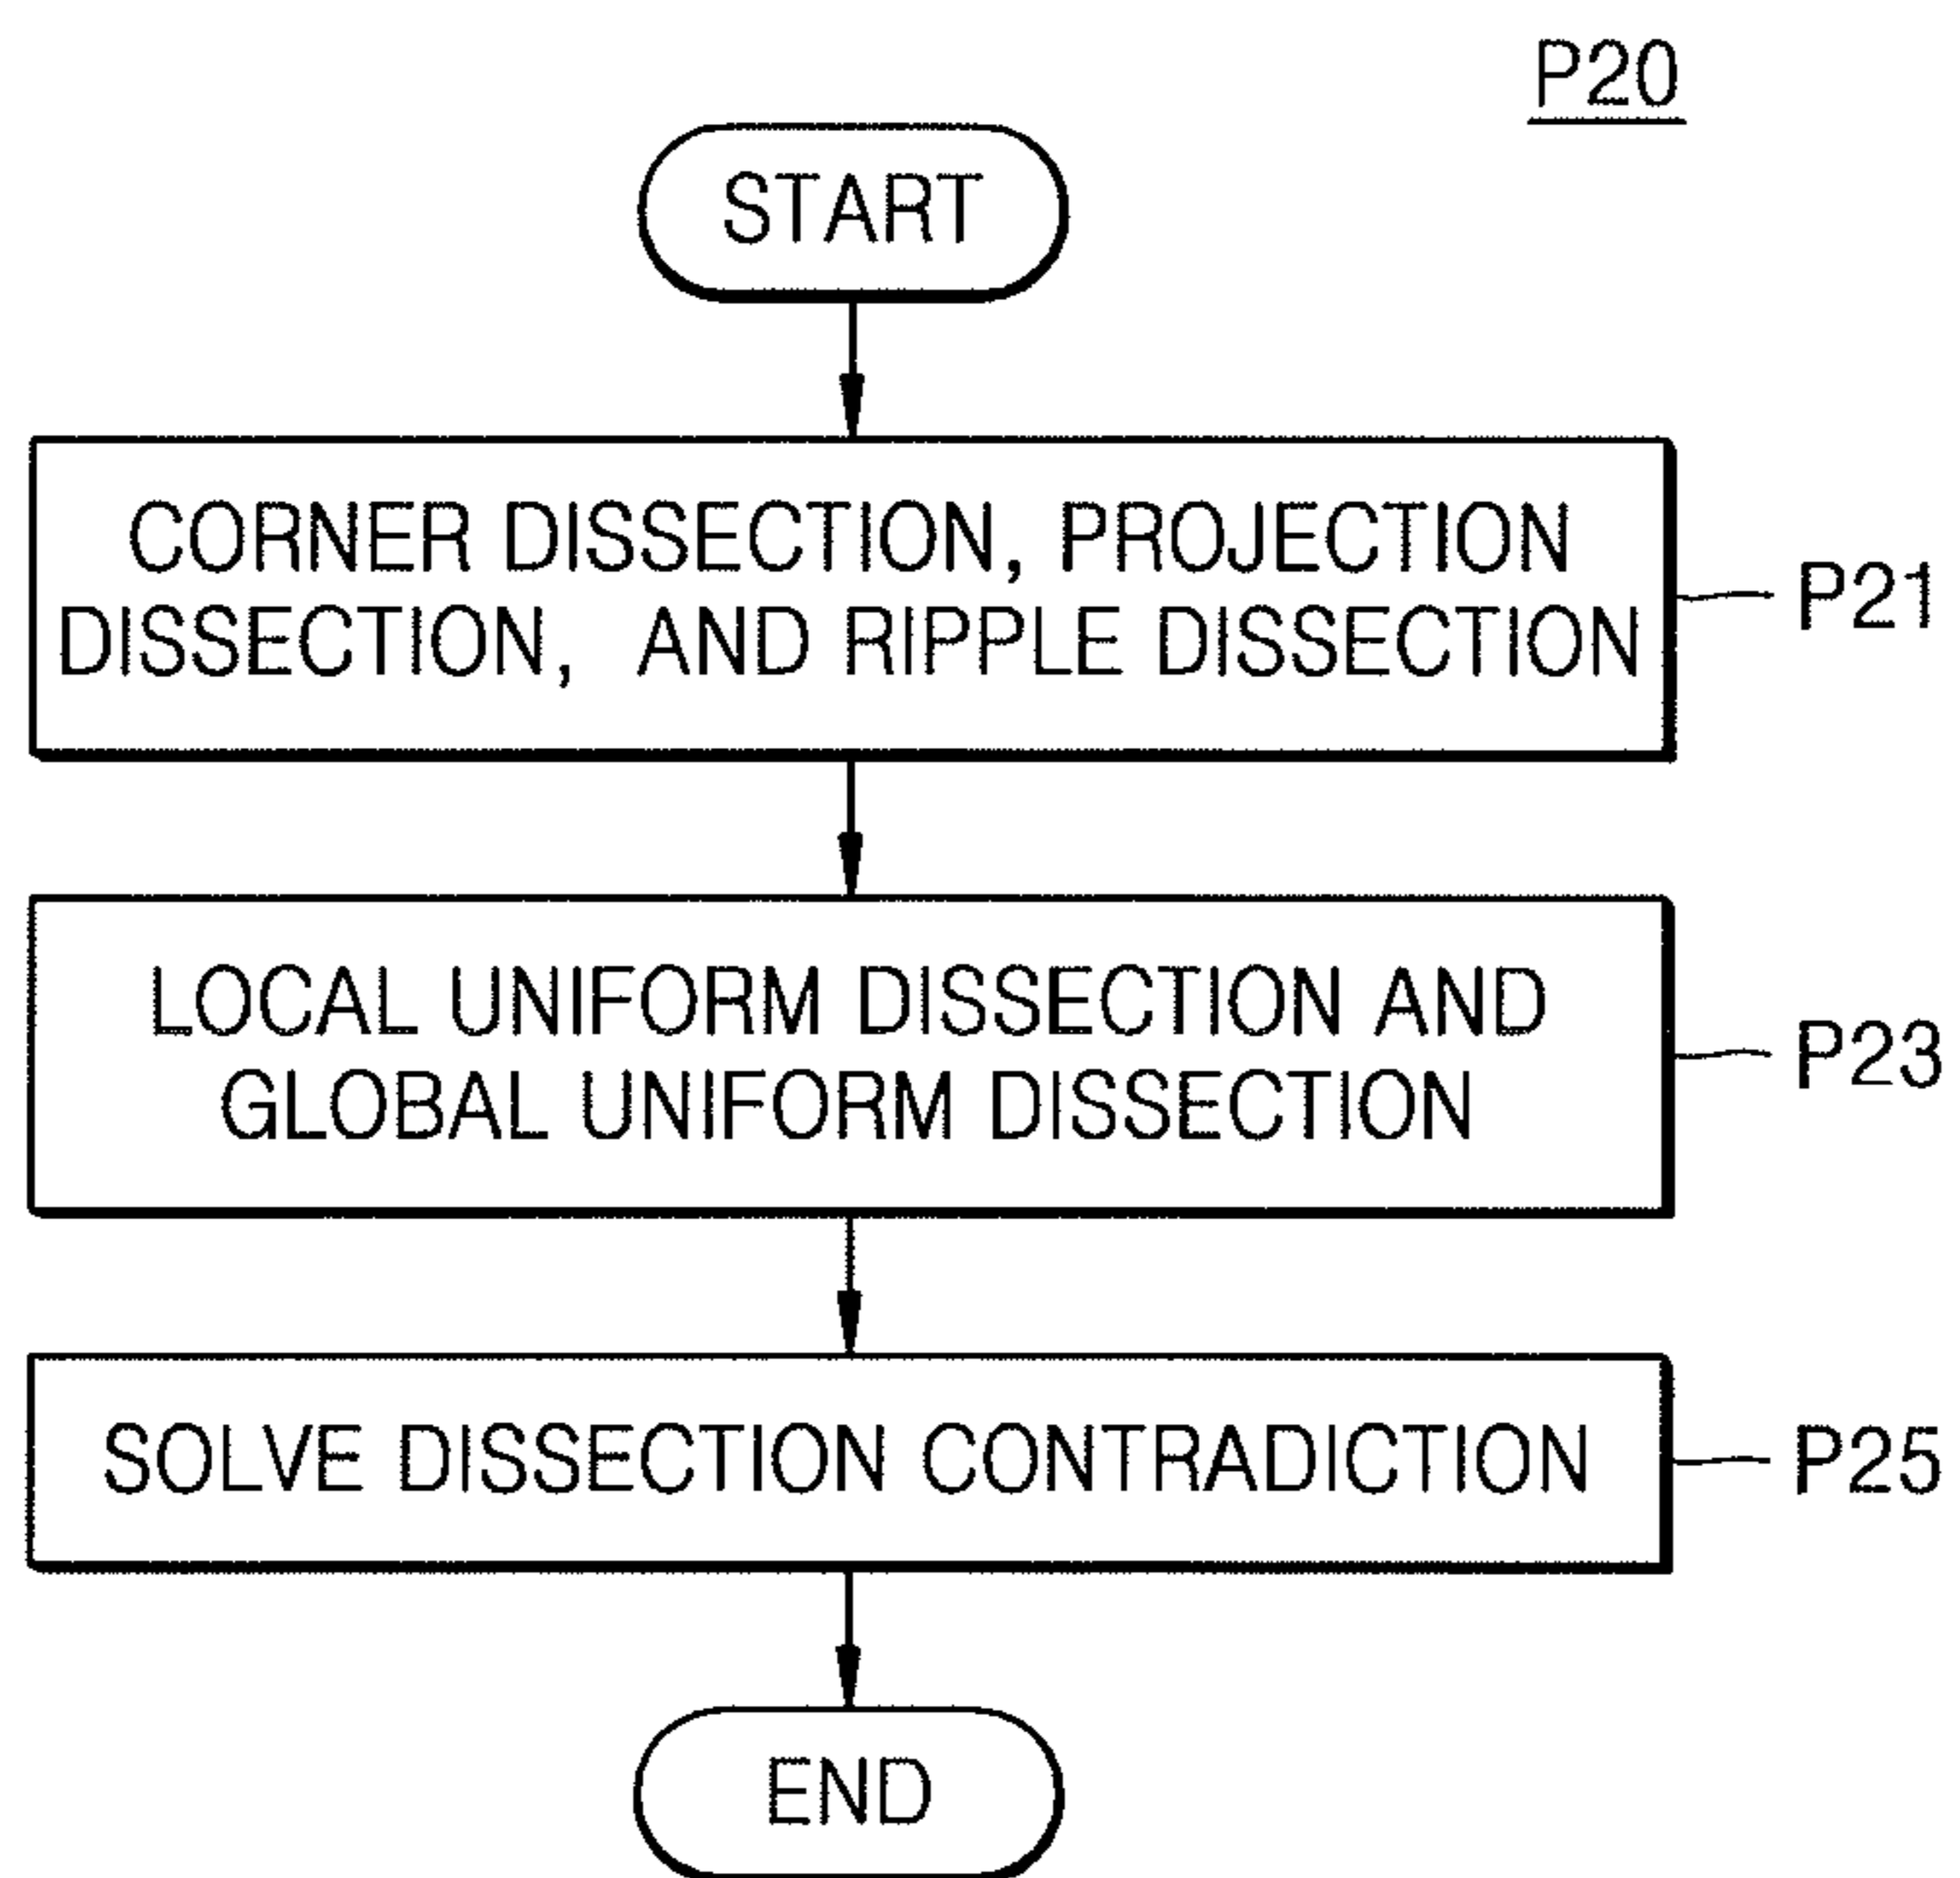 P20
START
CORNER DISSECTION, PROJECTION
DISSECTION, AND RIPPLE DISSECTION
P21
LOCAL UNIFORM DISSECTION AND
GLOBAL UNIFORM DISSECTION
P23
SOLVE DISSECTION CONTRADICTION
P25
END